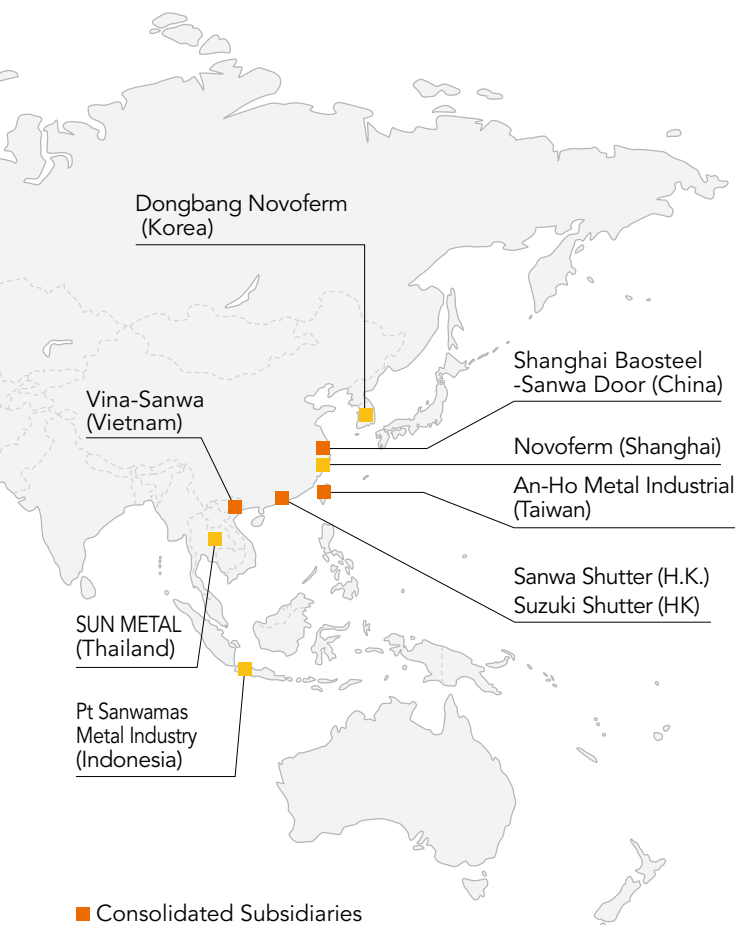 Dongbang Novoferm
(Korea)
Shanghai Baosteel
-Sanwa Door (China)
Vina-Sanwa
(Vietnam)
Novoferm (Shanghai)
An-Ho Metal Industrial
(Taiwan)
Sanwa Shutter (H.K.)
Suzuki Shutter (HK)
SUN METAL
(Thailand)
Pt Sanwamas
Metal Industry
(Indonesia)
Consolidated Subsidiaries